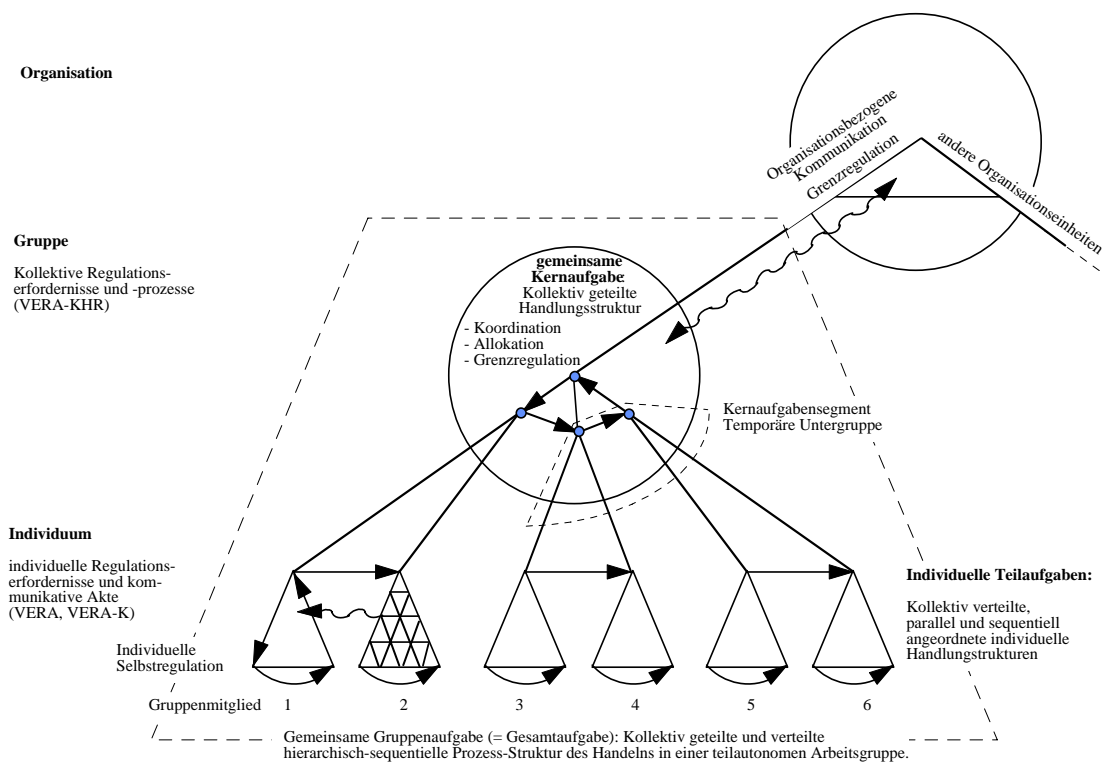 Organisation
Organisationsbezogene
Kommunikation
Grenzregulation
andere Organisationseinheiten
Gruppe
Kollektive Regulations-
erfordernisse und -prozesse
(VERA-KHR)
gemeinsame
Kernaufgabe:
Kollektiv geteilte
Handlungsstruktur
- Koordination
- Allokation
- Grenzregulation
Kernaufgabensegment
Temporäre Untergruppe
Individuum
individuelle Regulations-
erfordernisse und kom-
munikative Akte
(VERA, VERA-K)
Individuelle
Selbstregulation
Individuelle Teilaufgaben:
Kollektiv verteilte,
parallel und sequentiell
angeordnete individuelle
Handlungstrukturen
Gruppenmitglied 1 2 3 4 5 6
Gemeinsame Gruppenaufgabe (= Gesamtaufgabe): Kollektiv geteilte und verteilte
hierarchisch-sequentielle Prozess-Struktur des Handelns in einer teilautonomen Arbeitsgruppe.